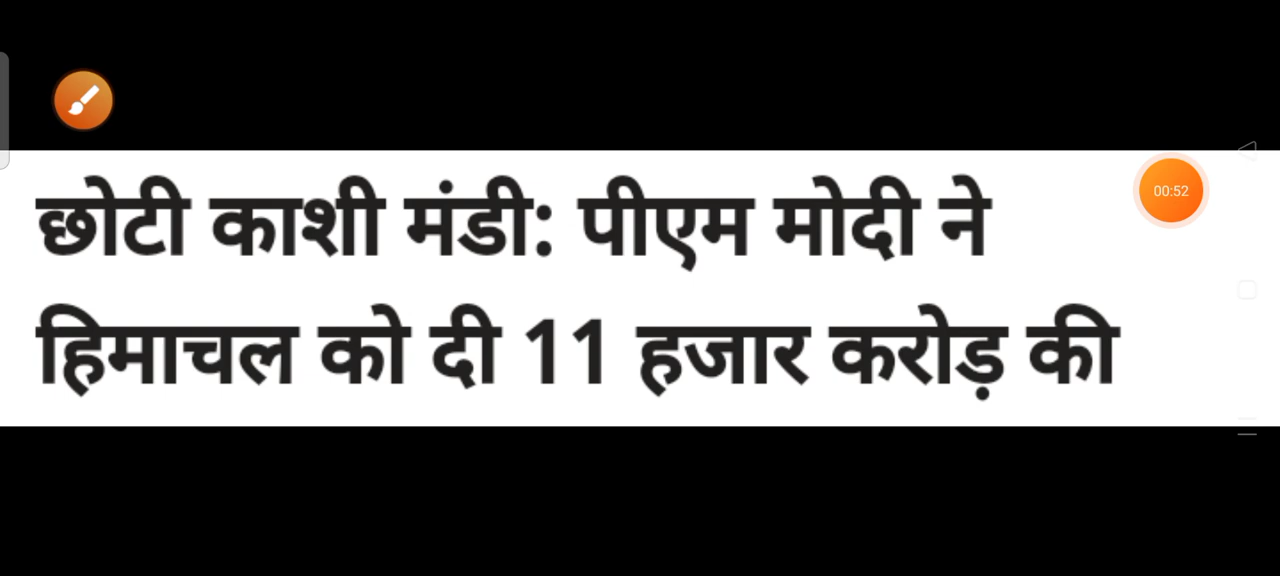 छोटी काशी मंडी: पीएम मोदी ने
00:52
हिमाचल को दी 11 हजार करोड़ की